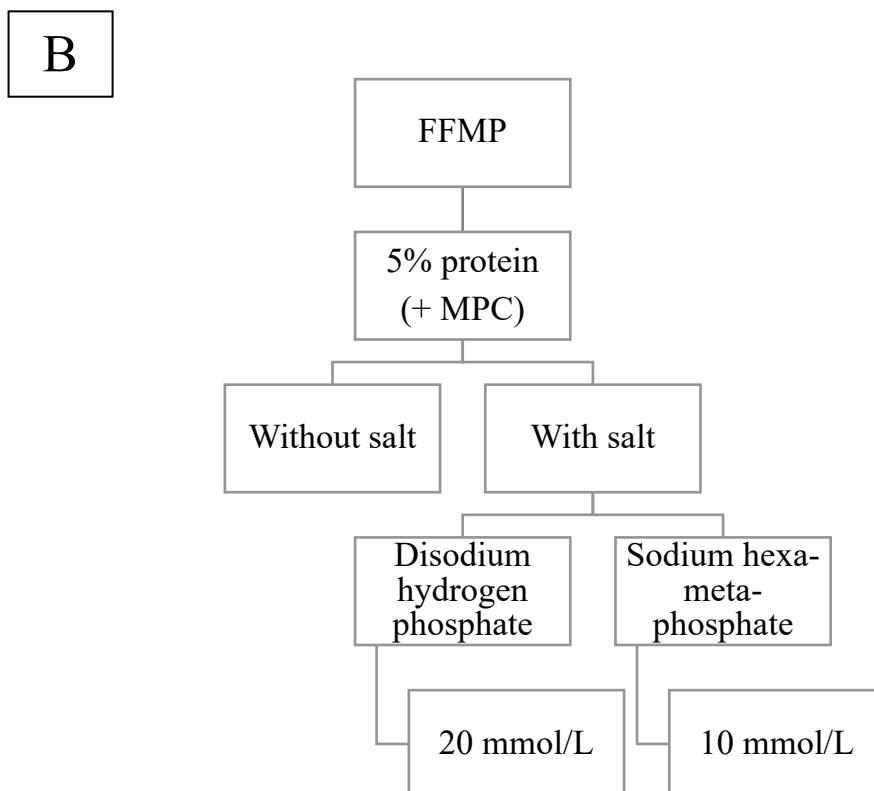 B
FFMP
5% protein
(+ MPC)
Without salt
With salt
Disodium
hydrogen
phosphate
Sodium hexa-
meta-
phosphate
20 mmol/L
10 mmol/L